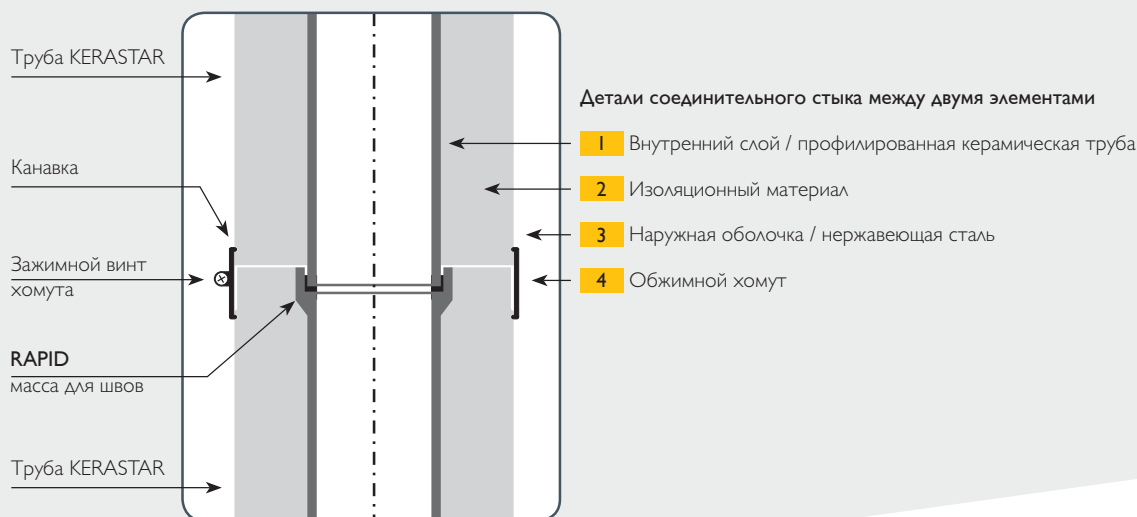 Труба KERASTAR
Канавка
Зажимной винт
хомута
RAPID
масса для швов
Труба KERASTAR
Детали соединительного стыка между двумя элементами
1 Внутренний слой / профилированная керамическая труба
2 Изоляционный материал
3 Наружная оболочка / нержавеющая сталь
4 Обжимной хомут